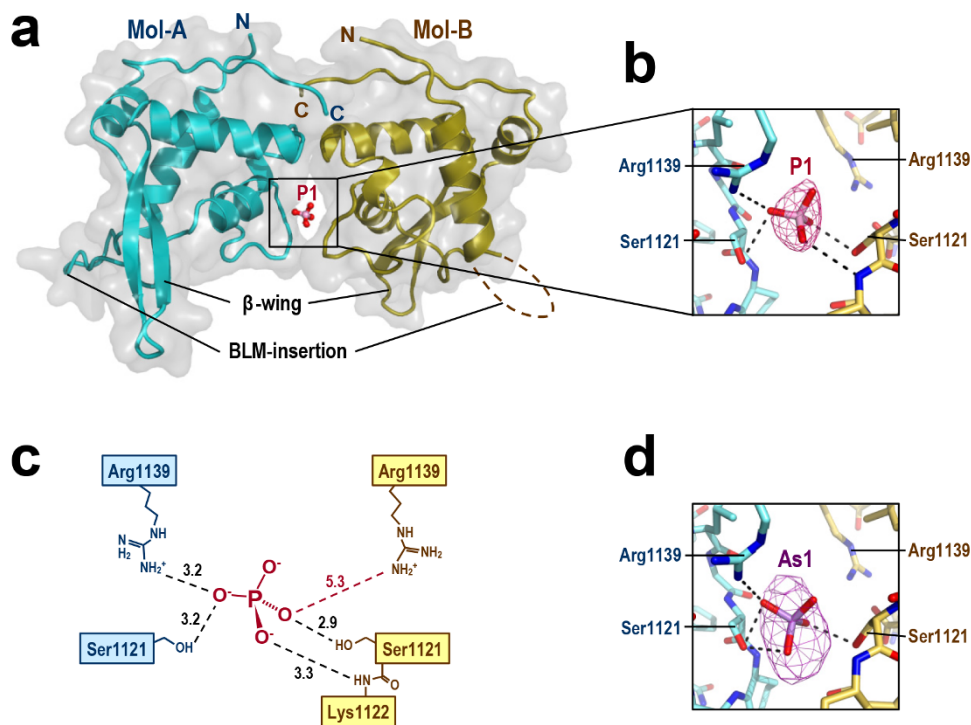 a
Mol-A
N
N
Mol-B
C
C
P1
β-wing
BLM-insertion
b
Arg1139
P1
Arg1139
Ser1121
Ser1121
c
Arg1139
Arg1139
NH
N
H₂
NH₂⁺
3.2
O⁻
O⁻
P
O
O⁻
5.3
NH
NH₂
NH₂⁺
3.2
2.9
Ser1121
OH
HO
Ser1121
3.3
HN
O
Lys1122
d
Arg1139
As1
Arg1139
Ser1121
Ser1121